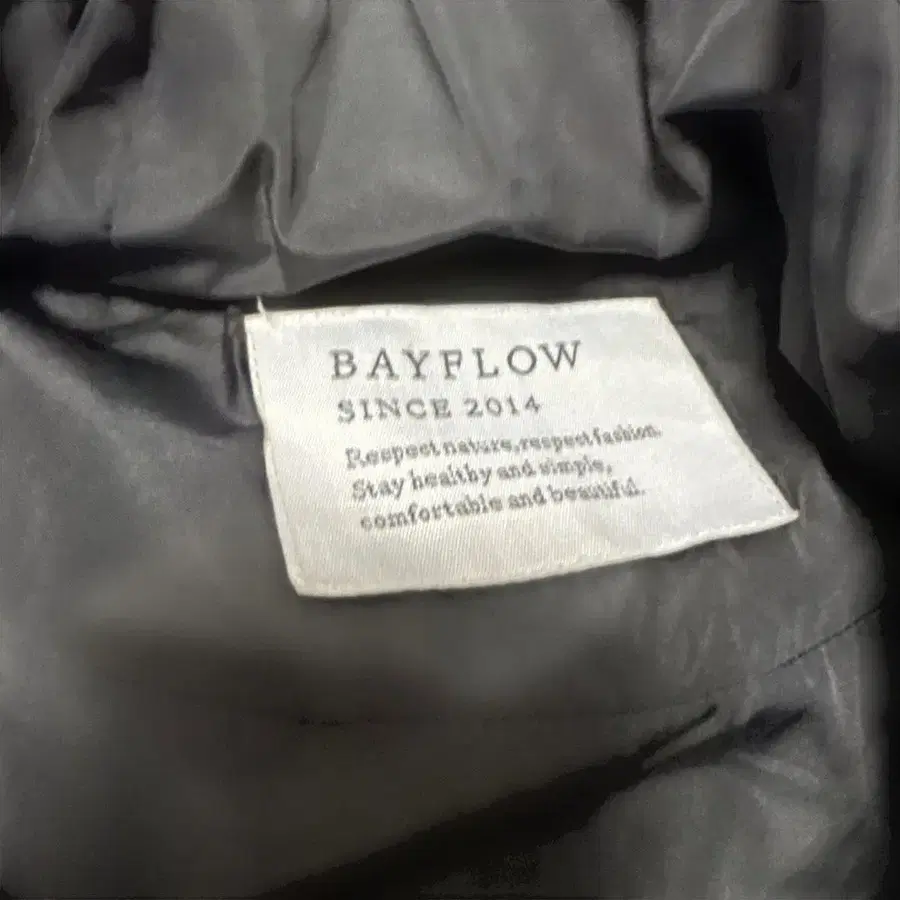 BAYFLOW
SINCE 2014
Respect nature, respect fashion.
Stay healthy and simple,
comfortable and beautiful.